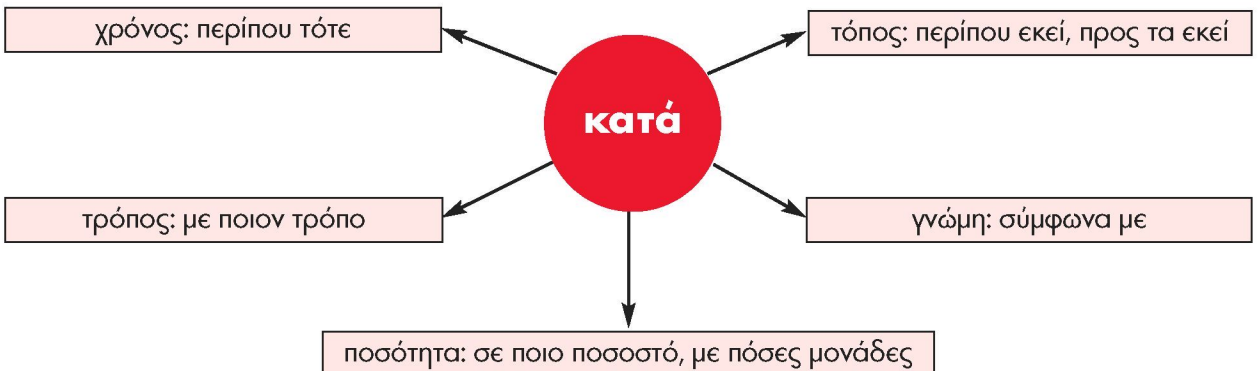 χρόνος: περίπου τότε
τόπος: περίπου εκεί, προς τα εκεί
κατά
τρόπος: με ποιον τρόπο
γνώμη: σύμφωνα με
ποσότητα: σε ποιο ποσοστό, με πόσες μονάδες